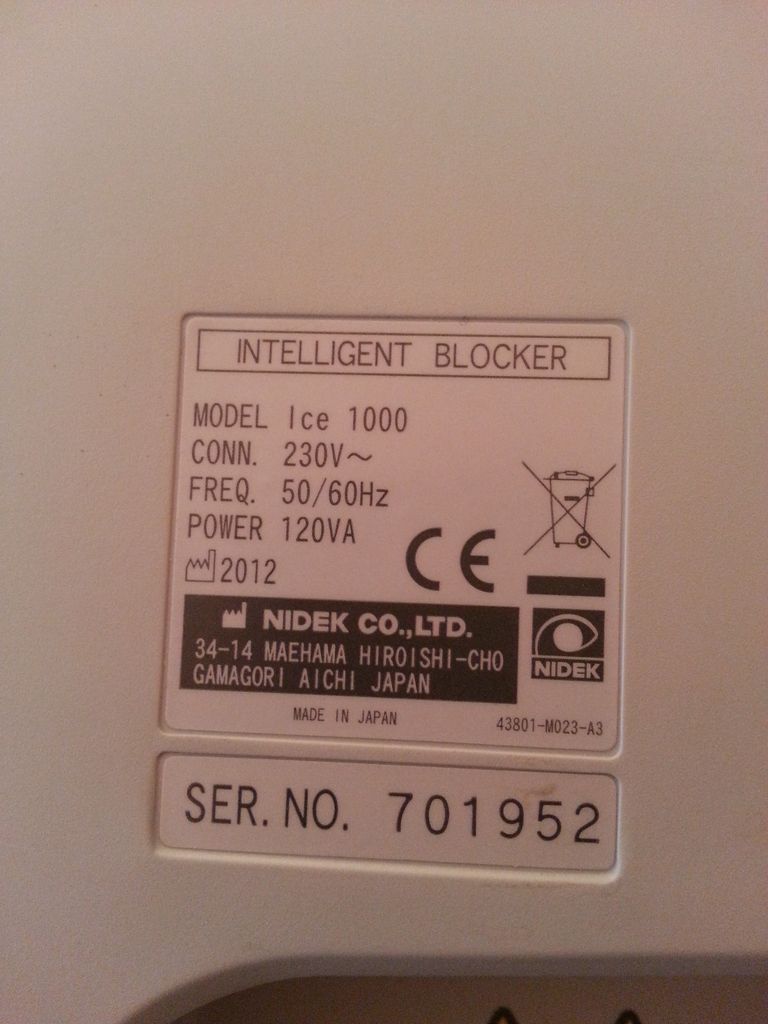 INTELLIGENT BLOCKER
MODEL Ice 1000
CONN. 230V~
FREQ. 50/60Hz
POWER 120VA
2012
CE
NIDEK CO.,LTD.
34-14 MAEHAMA HIROISHI-CHO
GAMAGORI AICHI JAPAN
NIDEK
MADE IN JAPAN
43801-M023-A3
SER. NO. 701952